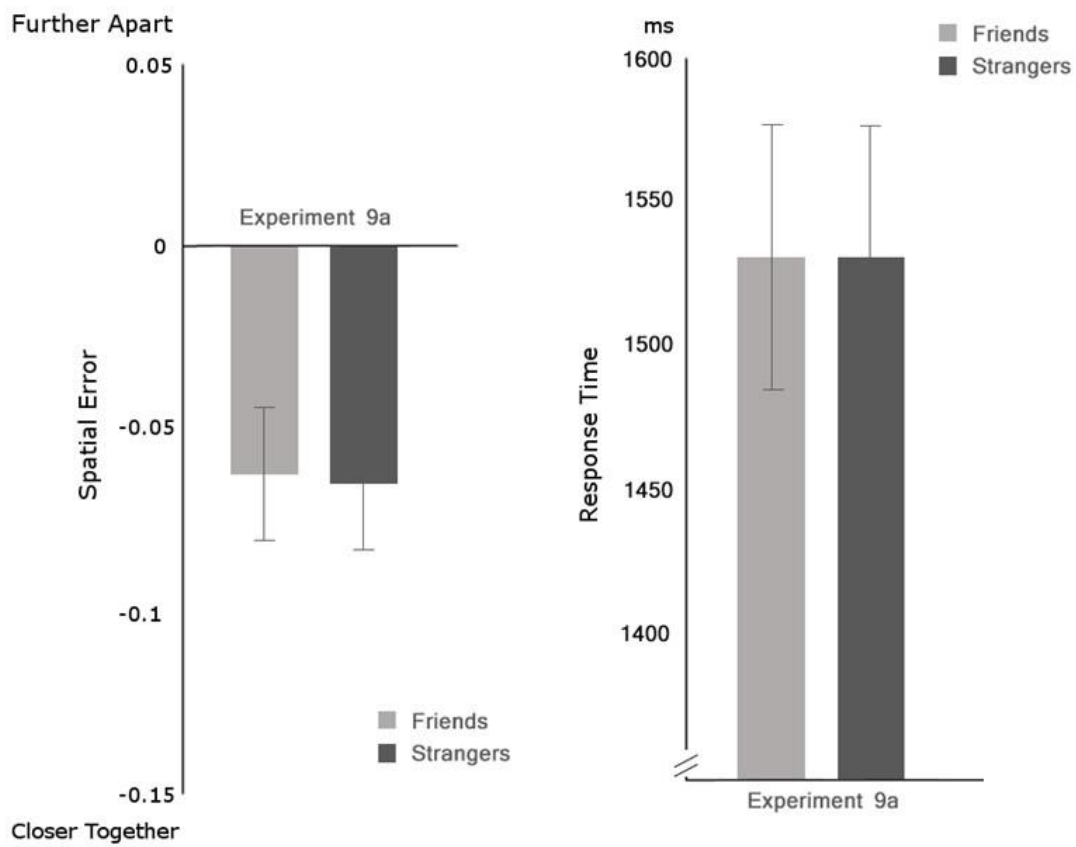 Further Apart
0.05
Experiment 9a
0
Spatial Error
-0.05
-0.1
Friends
Strangers
-0.15
Closer Together
ms
Friends
Strangers
1600
1550
1500
Response Time
1450
1400
Experiment 9a